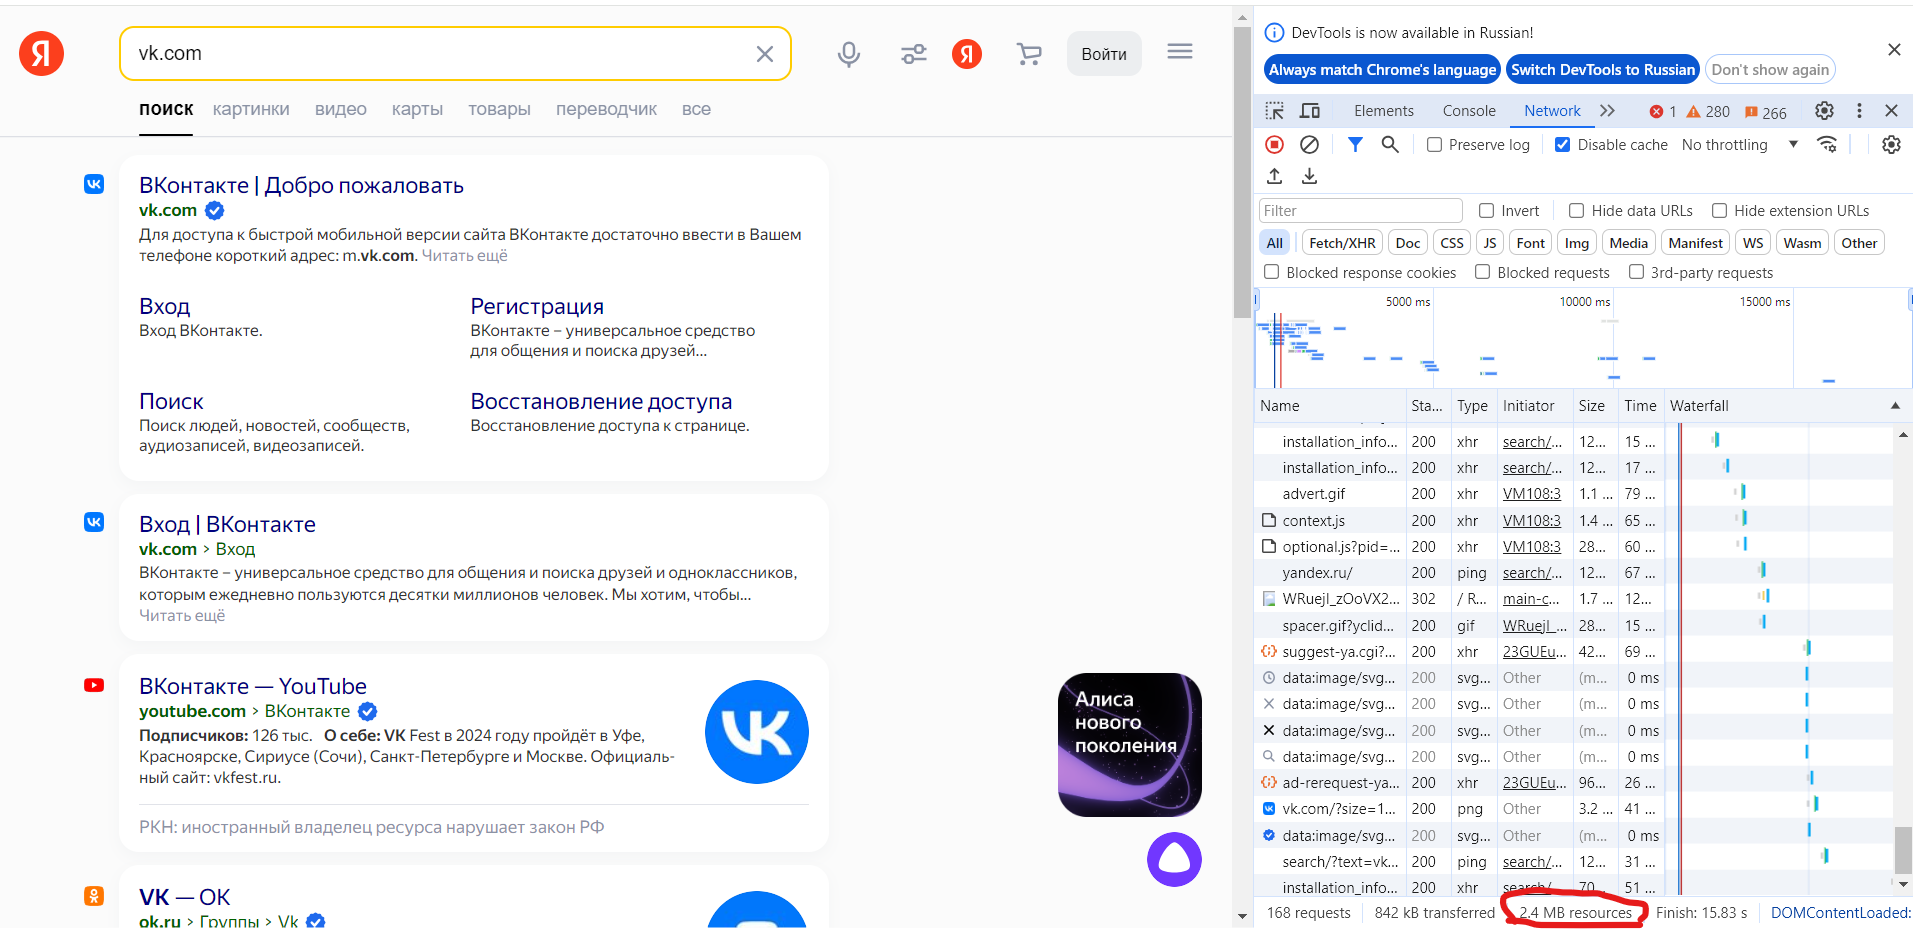 Я
vk.com
Я
Войти
поиск картинки видео карты товары переводчик все
ВКонтакте | Добро пожаловать
vk.com
Для доступа к быстрой мобильной версии сайта ВКонтакте достаточно ввести в Вашем
телефоне короткий адрес: m.vk.com. Читать ещё
Вход
Вход ВКонтакте.
Регистрация
ВКонтакте – универсальное средство
для общения и поиска друзей...
Поиск
Поиск людей, новостей, сообществ,
аудиозаписей, видеозаписей.
Восстановление доступа
Восстановление доступа к странице.
Вход | ВКонтакте
vk.com > Вход
ВКонтакте – универсальное средство для общения и поиска друзей и одноклассников,
которым ежедневно пользуются десятки миллионов человек. Мы хотим, чтобы...
Читать ещё
ВКонтакте — YouTube
youtube.com > ВКонтакте
Подписчиков: 126 тыс. О себе: VK Fest в 2024 году пройдёт в Уфе,
Красноярске, Сириусе (Сочи), Санкт-Петербурге и Москве. Официаль-
ный сайт: vkfest.ru.
РКН: иностранный владелец ресурса нарушает закон РФ
VK — OK
ok.ru > Группы > Vk
Алиса
нового
поколения
DevTools is now available in Russian!
Always match Chrome's language Switch DevTools to Russian Don't show again
Elements Console Network 1 280 266
Preserve log Disable cache No throttling
Filter Invert Hide data URLs Hide extension URLs
All Fetch/XHR Doc CSS JS Font Img Media Manifest WS Wasm Other
Blocked response cookies Blocked requests 3rd-party requests
5000 ms 10000 ms 15000 ms
Name Sta... Type Initiator Size Time Waterfall
installation_info... 200 xhr search/... 12... 15 ...
installation_info... 200 xhr search/... 12... 17 ...
advert.gif 200 xhr VM108:3 1.1 ... 79 ...
context.js 200 xhr VM108:3 1.4 ... 65 ...
optional.js?pid=... 200 xhr VM108:3 28... 60 ...
yandex.ru/ 200 ping search/... 12... 67 ...
WRuejI_zOoVX2... 302 / R... main-c... 1.7 ... 12...
spacer.gif?yclid... 200 gif WRuejI_... 28... 15 ...
suggest-ya.cgi?... 200 xhr 23GUEu... 42... 69 ...
data:image/svg... 200 svg... Other (m... 0 ms
data:image/svg... 200 svg... Other (m... 0 ms
data:image/svg... 200 svg... Other (m... 0 ms
data:image/svg... 200 svg... Other (m... 0 ms
ad-rerequest-ya... 200 xhr 23GUEu... 96... 26 ...
vk.com/?size=1... 200 png Other 3.2 ... 41 ...
data:image/svg... 200 svg... Other (m... 0 ms
search/?text=vk... 200 ping search/... 12... 31 ...
installation_info... 200 xhr search/... 70... 51 ...
168 requests 842 kB transferred 2.4 MB resources Finish: 15.83 s DOMContentLoaded: